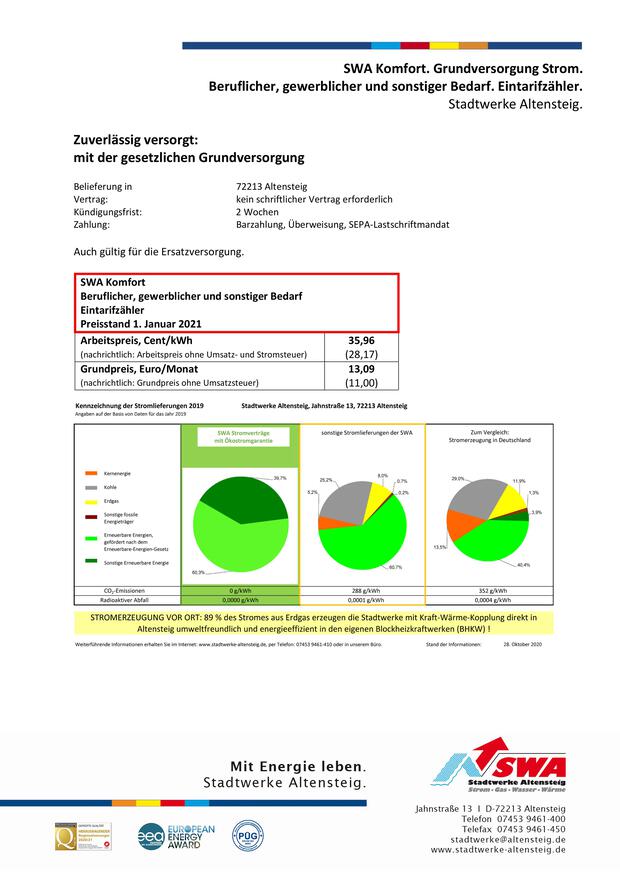 SWA Komfort. Grundversorgung Strom.
Beruflicher, gewerblicher und sonstiger Bedarf. Eintarifzähler.
Stadtwerke Altensteig.
Zuverlässig versorgt:
mit der gesetzlichen Grundversorgung
Belieferung in 72213 Altensteig
Vertrag: kein schriftlicher Vertrag erforderlich
Kündigungsfrist: 2 Wochen
Zahlung: Barzahlung, Überweisung, SEPA-Lastschriftmandat
Auch gültig für die Ersatzversorgung.
SWA Komfort
Beruflicher, gewerblicher und sonstiger Bedarf
Eintarifzähler
Preisstand 1. Januar 2021
Arbeitspreis, Cent/kWh 35,96
(nachrichtlich: Arbeitspreis ohne Umsatz- und Stromsteuer) (28,17)
Grundpreis, Euro/Monat 13,09
(nachrichtlich: Grundpreis ohne Umsatzsteuer) (11,00)
Kennzeichnung der Stromlieferungen 2019 Stadtwerke Altensteig, Jahnstraße 13, 72213 Altensteig
Angaben auf der Basis von Daten für das Jahr 2019
SWA Stromverträge
mit Ökostromgarantie
sonstige Stromlieferungen der SWA
Zum Vergleich:
Stromerzeugung in Deutschland
Kernenergie
Kohle
Erdgas
Sonstige fossile
Energieträger
Erneuerbare Energien,
gefördert nach dem
Erneuerbare-Energien-Gesetz
Sonstige Erneuerbare Energie
39,7%
60,3%
25,2%
8,0%
0,7%
0,2%
5,2%
60,7%
29,0%
11,9%
1,3%
3,9%
13,5%
40,4%
CO2-Emissionen 0 g/kWh 288 g/kWh 352 g/kWh
Radioaktiver Abfall 0,0000 g/kWh 0,0001 g/kWh 0,0004 g/kWh
STROMERZEUGUNG VOR ORT: 89 % des Stromes aus Erdgas erzeugen die Stadtwerke mit Kraft-Wärme-Kopplung direkt in
Altensteig umweltfreundlich und energieeffizient in den eigenen Blockheizkraftwerken (BHKW) !
Weiterführende Informationen erhalten Sie im Internet: www.stadtwerke-altensteig.de, per Telefon: 07453 9461-410 oder in unserem Büro. Stand der Informationen: 28. Oktober 2020
Mit Energie leben.
Stadtwerke Altensteig.
SWA
Stadtwerke Altensteig
Strom - Gas - Wasser - Wärme
Jahnstraße 13 I D-72213 Altensteig
Telefon 07453 9461-400
Telefax 07453 9461-450
stadtwerke@altensteig.de
www.stadtwerke-altensteig.de
eea
EUROPEAN
ENERGY
AWARD
PÜG